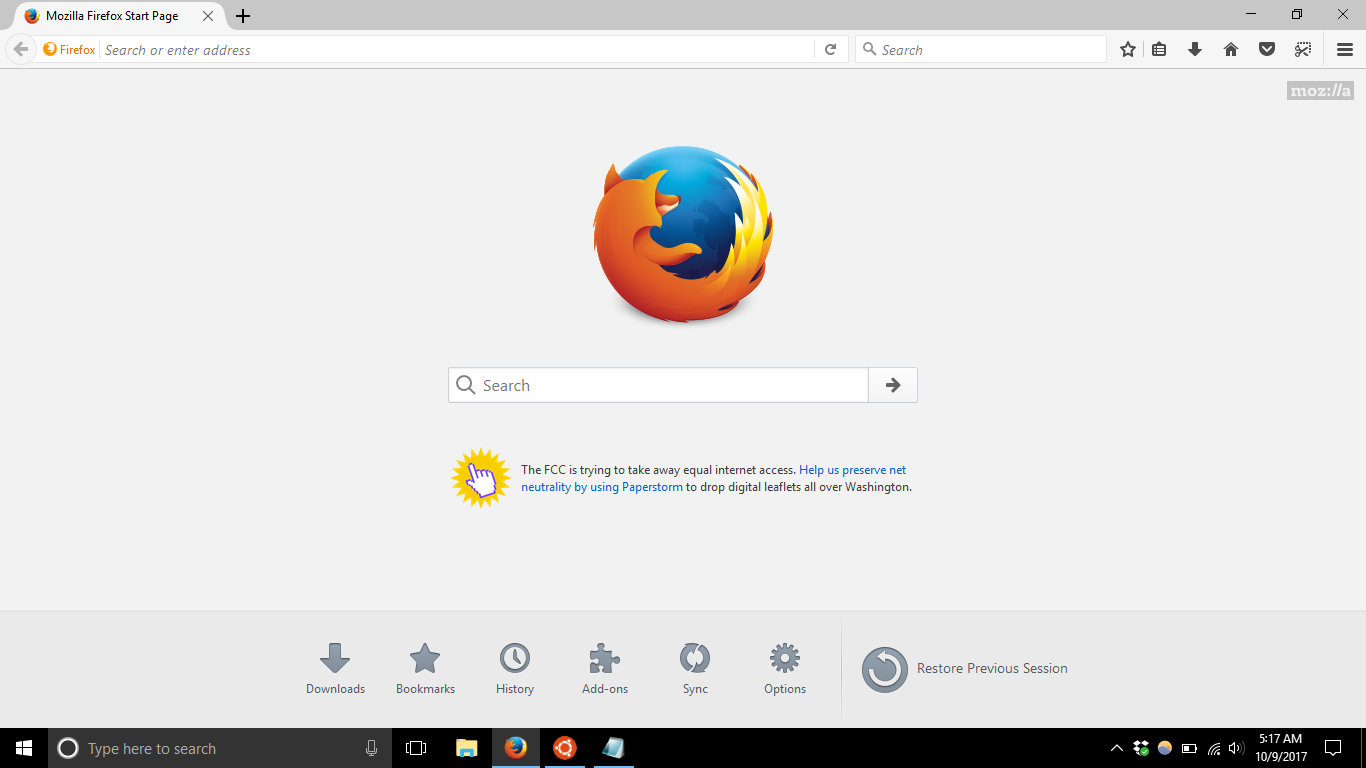 Mozilla Firefox Start Page
Firefox
Search or enter address
Search
moz://a
Search
The FCC is trying to take away equal internet access. Help us preserve net
neutrality by using Paperstorm to drop digital leaflets all over Washington.
Downloads
Bookmarks
History
Add-ons
Sync
Options
Restore Previous Session
Type here to search
5:17 AM
10/9/2017